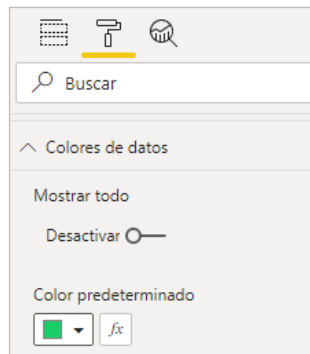 Buscar
Colores de datos
Mostrar todo
Desactivar
Color predeterminado
fx